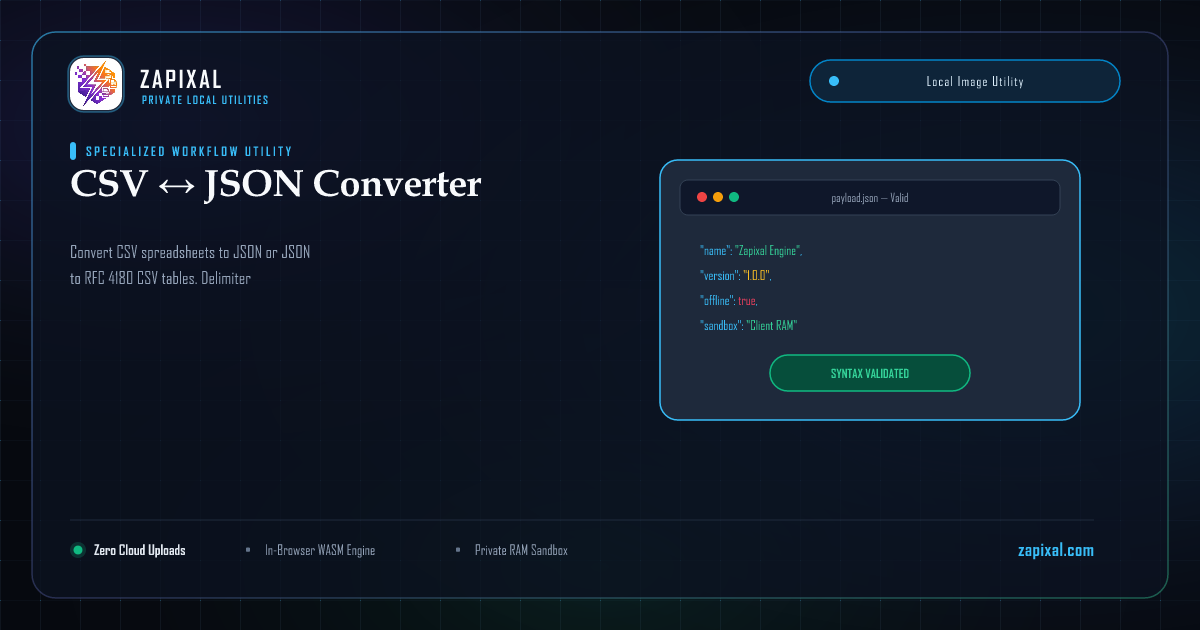 ZAPIXAL
PRIVATE LOCAL UTILITIES
Local Image Utility
SPECIALIZED WORKFLOW UTILITY
CSV ↔ JSON Converter
Convert CSV spreadsheets to JSON or JSON
to RFC 4180 CSV tables. Delimiter
payload.json — Valid
"name": "Zapixal Engine",
"version": "1.0.0",
"offline": true,
"sandbox": "Client RAM"
SYNTAX VALIDATED
Zero Cloud Uploads
In-Browser WASM Engine
Private RAM Sandbox
zapixal.com